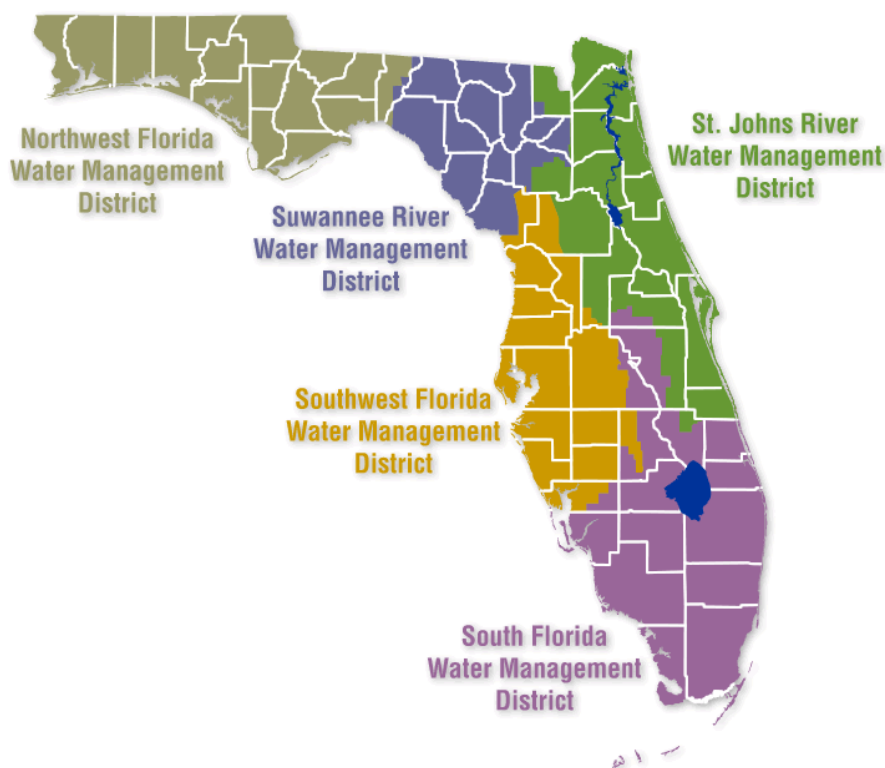 Northwest Florida
Water Management
District
St. Johns River
Water Management
District
Suwannee River
Water Management
District
Southwest Florida
Water Management
District
South Florida
Water Management
District